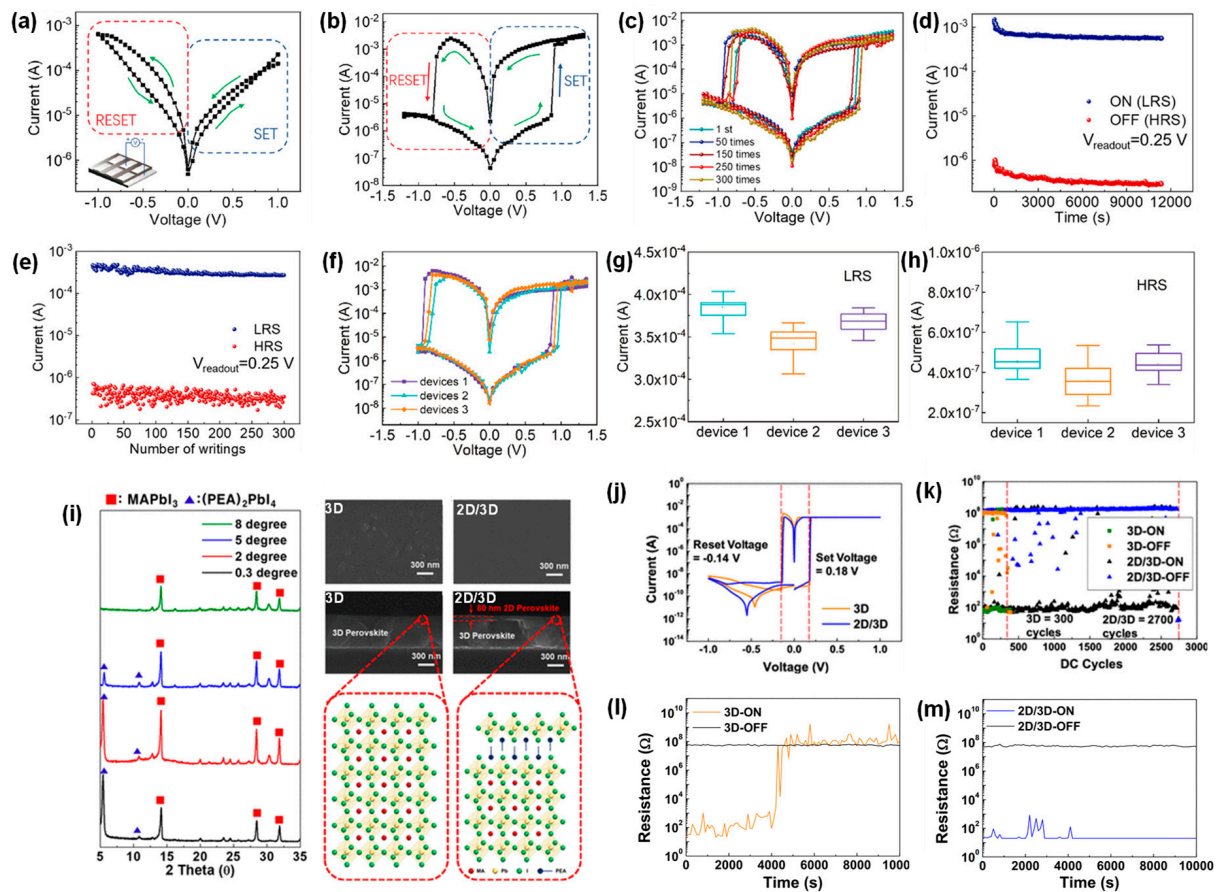 (a)
Current (A)
10⁻³
10⁻⁴
10⁻⁵
10⁻⁶
RESET
SET
V
-1.0 -0.5 0.0 0.5 1.0
Voltage (V)
(b)
Current (A)
10⁻²
10⁻³
10⁻⁴
10⁻⁵
10⁻⁶
10⁻⁷
10⁻⁸
RESET
SET
-1.0 -0.5 0.0 0.5 1.0 1.5
Voltage (V)
(c)
Current (A)
10⁻²
10⁻³
10⁻⁴
10⁻⁵
10⁻⁶
10⁻⁷
10⁻⁸
10⁻⁹
1 st
50 times
150 times
250 times
300 times
-1.0 -0.5 0.0 0.5 1.0 1.5
Voltage (V)
(d)
Current (A)
10⁻³
10⁻⁴
10⁻⁵
10⁻⁶
ON (LRS)
OFF (HRS)
Vreadout=0.25 V
0 3000 6000 9000 12000
Time (s)
(e)
Current (A)
10⁻³
10⁻⁴
10⁻⁵
10⁻⁶
10⁻⁷
LRS
HRS
Vreadout=0.25 V
0 50 100 150 200 250 300
Number of writings
(f)
Current (A)
10⁻²
10⁻³
10⁻⁴
10⁻⁵
10⁻⁶
10⁻⁷
10⁻⁸
devices 1
devices 2
devices 3
-1.5 -1.0 -0.5 0.0 0.5 1.0 1.5
Voltage (V)
(g)
Current (A)
4.5x10⁻⁴
4.0x10⁻⁴
3.5x10⁻⁴
3.0x10⁻⁴
2.5x10⁻⁴
LRS
device 1 device 2 device 3
(h)
Current (A)
1.0x10⁻⁶
8.0x10⁻⁷
6.0x10⁻⁷
4.0x10⁻⁷
2.0x10⁻⁷
HRS
device 1 device 2 device 3
(i)
: MAPbI₃ :(PEA)₂PbI₄
8 degree
5 degree
2 degree
0.3 degree
5 10 15 20 25 30 35
2 Theta (θ)
3D
300 nm
2D/3D
300 nm
3D
3D Perovskite
300 nm
2D/3D
80 nm 2D Perovskite
3D Perovskite
300 nm
MA Pb I PEA
(j)
Current (A)
10⁰
10⁻²
10⁻⁴
10⁻⁶
10⁻⁸
10⁻¹⁰
10⁻¹²
10⁻¹⁴
Reset Voltage
= -0.14 V
Set Voltage
= 0.18 V
3D
2D/3D
-1.0 -0.5 0.0 0.5 1.0
Voltage (V)
(k)
Resistance (Ω)
10¹⁰
10⁸
10⁶
10⁴
10²
10⁰
3D-ON
3D-OFF
2D/3D-ON
2D/3D-OFF
3D = 300
cycles
2D/3D = 2700
cycles
0 500 1000 1500 2000 2500 3000
DC Cycles
(l)
Resistance (Ω)
10¹⁰
10⁸
10⁶
10⁴
10²
10⁰
3D-ON
3D-OFF
0 2000 4000 6000 8000 10000
Time (s)
(m)
Resistance (Ω)
10¹⁰
10⁸
10⁶
10⁴
10²
10⁰
2D/3D-ON
2D/3D-OFF
0 2000 4000 6000 8000 10000
Time (s)